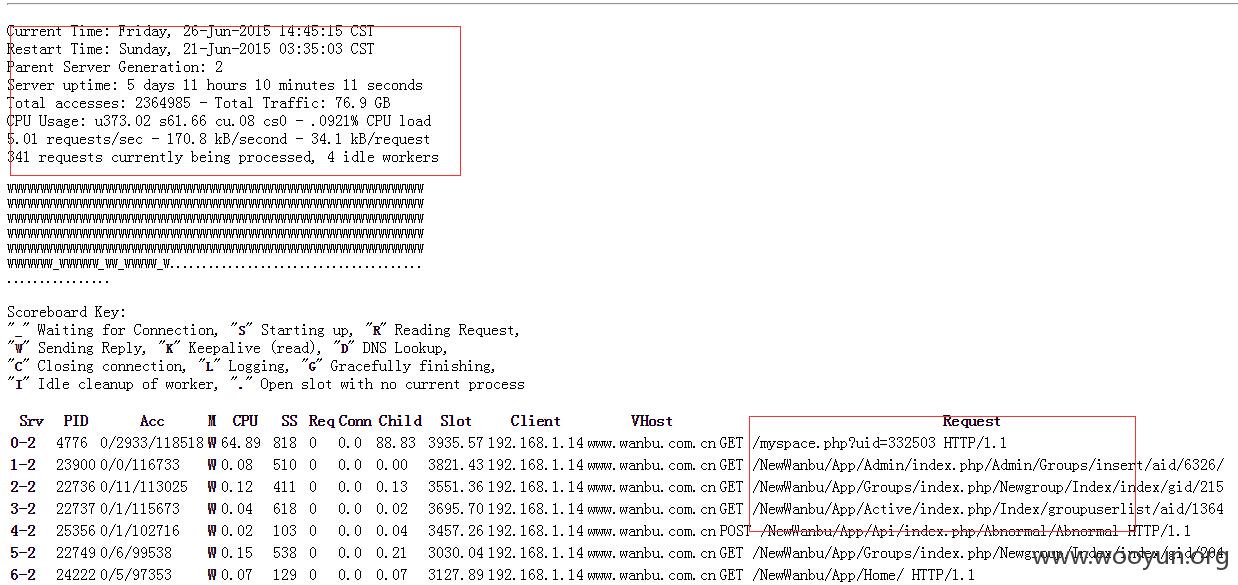 Current Time: Friday, 26-Jun-2015 14:45:15 CST
Restart Time: Sunday, 21-Jun-2015 03:35:03 CST
Parent Server Generation: 2
Server uptime: 5 days 11 hours 10 minutes 11 seconds
Total accesses: 2364985 - Total Traffic: 76.9 GB
CPU Usage: u373.02 s61.66 cu.08 cs0 - .0921% CPU load
5.01 requests/sec - 170.8 kB/second - 34.1 kB/request
341 requests currently being processed, 4 idle workers
WWWWWWWWWWWWWWWWWWWWWWWWWWWWWWWWWWWWWWWWWWWWWWWWWWWWWWWWWWWWWWWW
WWWWWWWWWWWWWWWWWWWWWWWWWWWWWWWWWWWWWWWWWWWWWWWWWWWWWWWWWWWWWWWW
WWWWWWWWWWWWWWWWWWWWWWWWWWWWWWWWWWWWWWWWWWWWWWWWWWWWWWWWWWWWWWWW
WWWWWWWWWWWWWWWWWWWWWWWWWWWWWWWWWWWWWWWWWWWWWWWWWWWWWWWWWWWWWWWW
WWWWWWWWWWWWWWWWWWWWWWWWWWWWWWWWWWWWWWWWWWWWWWWWWWWWWWWWWWWWWWWW
WWWWWWW_WWWWWW_WW_WWWWW_W.......................................
................
Scoreboard Key:
"_" Waiting for Connection, "S" Starting up, "R" Reading Request,
"W" Sending Reply, "K" Keepalive (read), "D" DNS Lookup,
"C" Closing connection, "L" Logging, "G" Gracefully finishing,
"I" Idle cleanup of worker, "." Open slot with no current process
Srv PID Acc M CPU SS Req Conn Child Slot Client VHost Request
0-2 4776 0/2933/118518 W 64.89 818 0 0.0 88.83 3935.57 192.168.1.14 www.wanbu.com.cn GET /myspace.php?uid=332503 HTTP/1.1
1-2 23900 0/0/116733 W 0.08 510 0 0.0 0.00 3821.43 192.168.1.14 www.wanbu.com.cn GET /NewWanbu/App/Admin/index.php/Admin/Groups/insert/aid/6326/
2-2 22736 0/11/113025 W 0.12 411 0 0.0 0.13 3551.36 192.168.1.14 www.wanbu.com.cn GET /NewWanbu/App/Groups/index.php/Newgroup/Index/index/gid/215
3-2 22737 0/1/115673 W 0.04 618 0 0.0 0.02 3695.70 192.168.1.14 www.wanbu.com.cn GET /NewWanbu/App/Active/index.php/Index/groupuserlist/aid/1364
4-2 25356 0/1/102716 W 0.02 103 0 0.0 0.04 3457.26 192.168.1.14 www.wanbu.com.cn POST /NewWanbu/App/Api/index.php/Abnormal/Abnormal HTTP/1.1
5-2 22749 0/6/99538 W 0.15 538 0 0.0 0.21 3030.04 192.168.1.14 www.wanbu.com.cn GET /NewWanbu/App/Groups/index.php/Newgroup/Index/index/gid/204
6-2 24222 0/5/97353 W 0.07 129 0 0.0 0.07 3127.89 192.168.1.14 www.wanbu.com.cn GET /NewWanbu/App/Home/ HTTP/1.1
www.wooyun.org